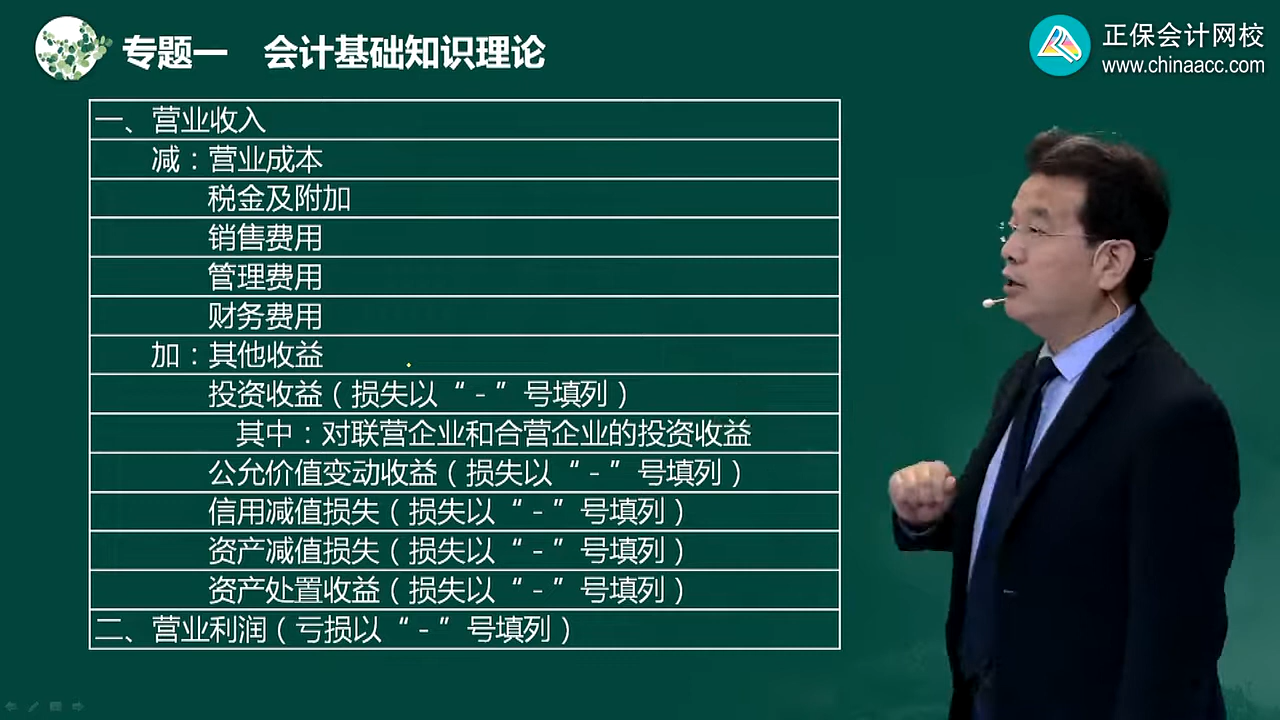 专题一 会计基础知识理论
正保会计网校
www.chinaacc.com
一、营业收入
减：营业成本
税金及附加
销售费用
管理费用
财务费用
加：其他收益
投资收益（损失以“-”号填列）
其中：对联营企业和合营企业的投资收益
公允价值变动收益（损失以“-”号填列）
信用减值损失（损失以“-”号填列）
资产减值损失（损失以“-”号填列）
资产处置收益（损失以“-”号填列）
二、营业利润（亏损以“-”号填列）